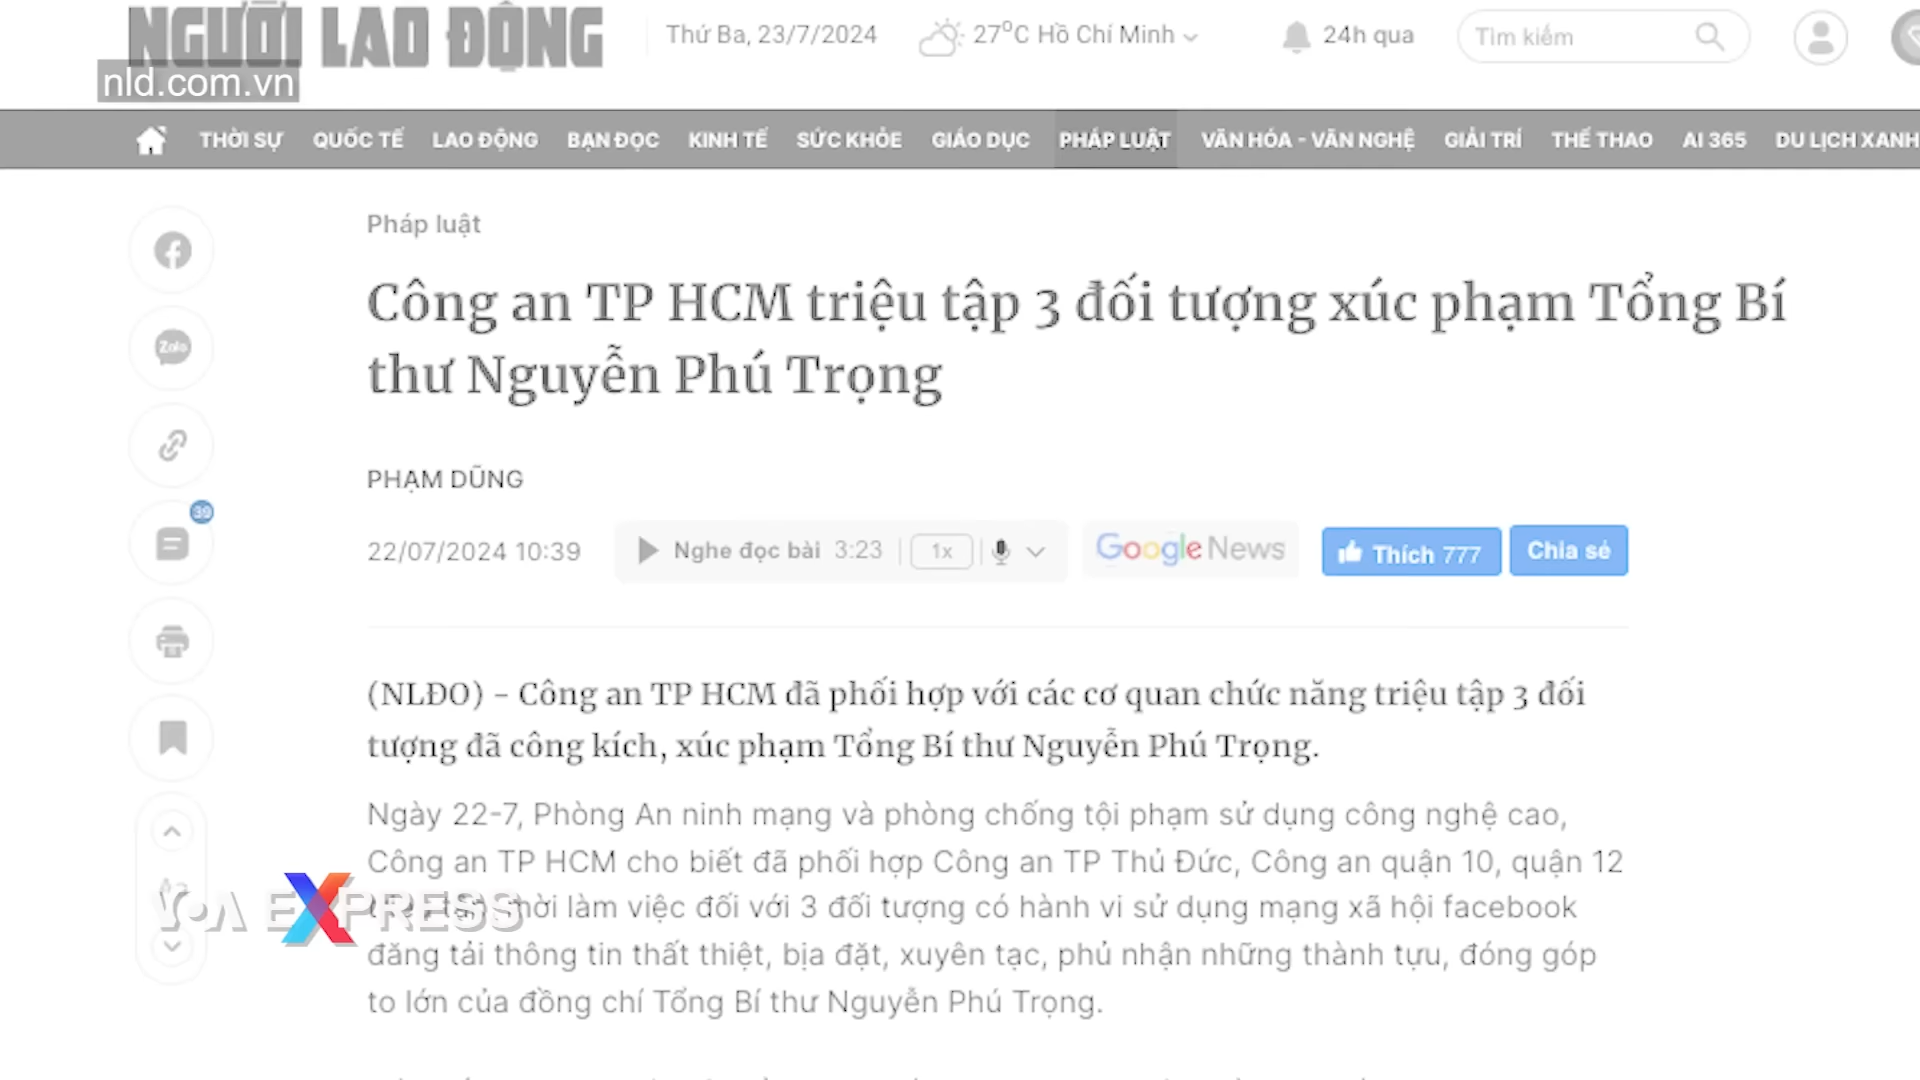 NGƯỜI LAO ĐỘNG
nld.com.vn
Thứ Ba, 23/7/2024
27°C Hồ Chí Minh
24h qua
Tìm kiếm
THỜI SỰ QUỐC TẾ LAO ĐỘNG BẠN ĐỌC KINH TẾ SỨC KHỎE GIÁO DỤC PHÁP LUẬT VĂN HÓA - VĂN NGHỆ GIẢI TRÍ THỂ THAO AI 365 DU LỊCH XANH
Pháp luật
Công an TP HCM triệu tập 3 đối tượng xúc phạm Tổng Bí
thư Nguyễn Phú Trọng
Zalo
PHẠM DŨNG
39
22/07/2024 10:39
Nghe đọc bài 3:23 1x
Google News
Thích 777
Chia sẻ
(NLĐO) - Công an TP HCM đã phối hợp với các cơ quan chức năng triệu tập 3 đối
tượng đã công kích, xúc phạm Tổng Bí thư Nguyễn Phú Trọng.
Ngày 22-7, Phòng An ninh mạng và phòng chống tội phạm sử dụng công nghệ cao,
Công an TP HCM cho biết đã phối hợp Công an TP Thủ Đức, Công an quận 10, quận 12
mời làm việc đối với 3 đối tượng có hành vi sử dụng mạng xã hội facebook
đăng tải thông tin thất thiệt, bịa đặt, xuyên tạc, phủ nhận những thành tựu, đóng góp
to lớn của đồng chí Tổng Bí thư Nguyễn Phú Trọng.
VOA EXPRESS